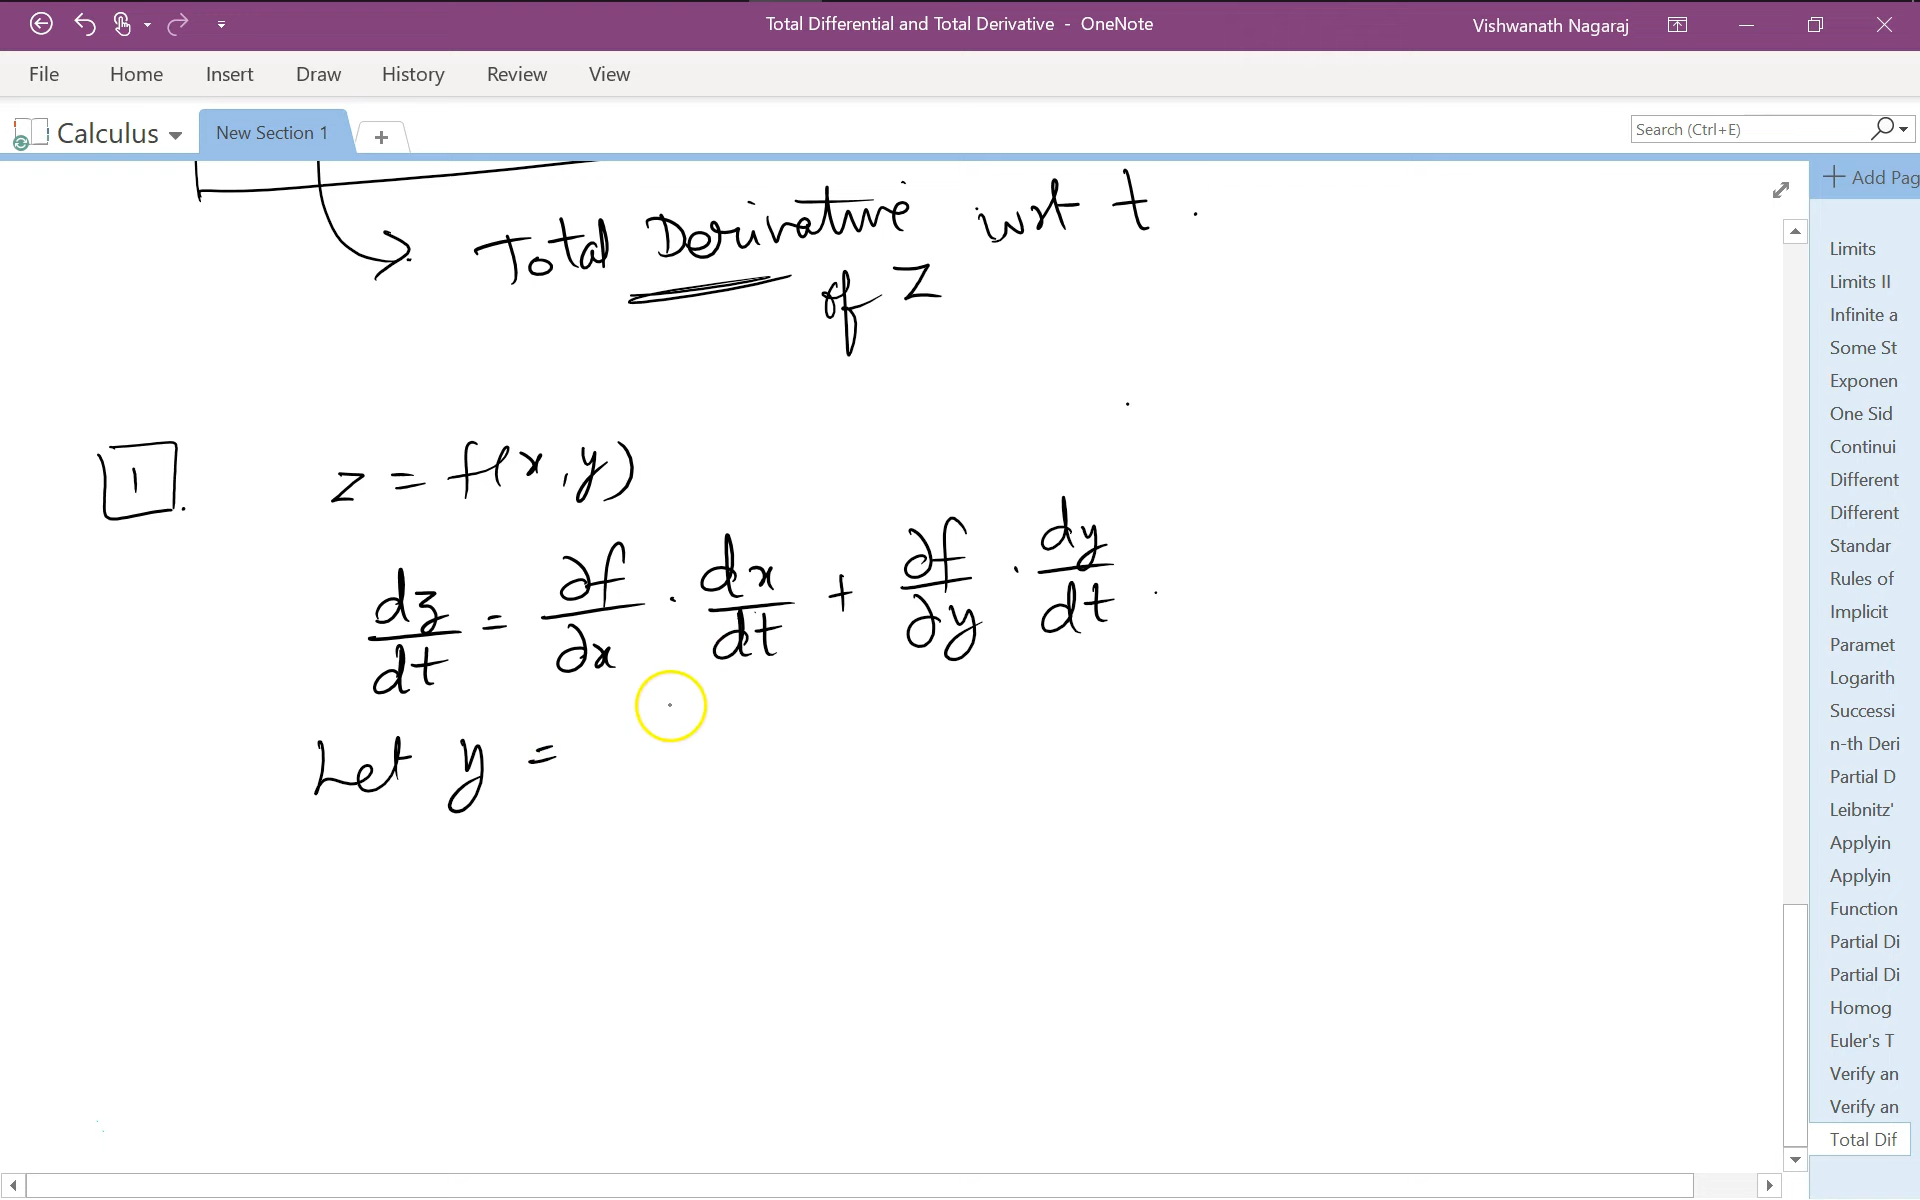 Total Differential and Total Derivative - OneNote
Vishwanath Nagaraj
File Home Insert Draw History Review View
Calculus
New Section 1
+
Search (Ctrl+E)
Total Derivative wrt t.
of Z
1.
z = f(x,y)
dz/dt = ∂f/∂x · dx/dt + ∂f/∂y · dy/dt .
Let y =
+ Add Pag
Limits
Limits II
Infinite a
Some St
Exponen
One Sid
Continui
Different
Different
Standar
Rules of
Implicit
Paramet
Logarith
Successi
n-th Deri
Partial D
Leibnitz'
Applyin
Applyin
Function
Partial Di
Partial Di
Homog
Euler's T
Verify an
Verify an
Total Dif